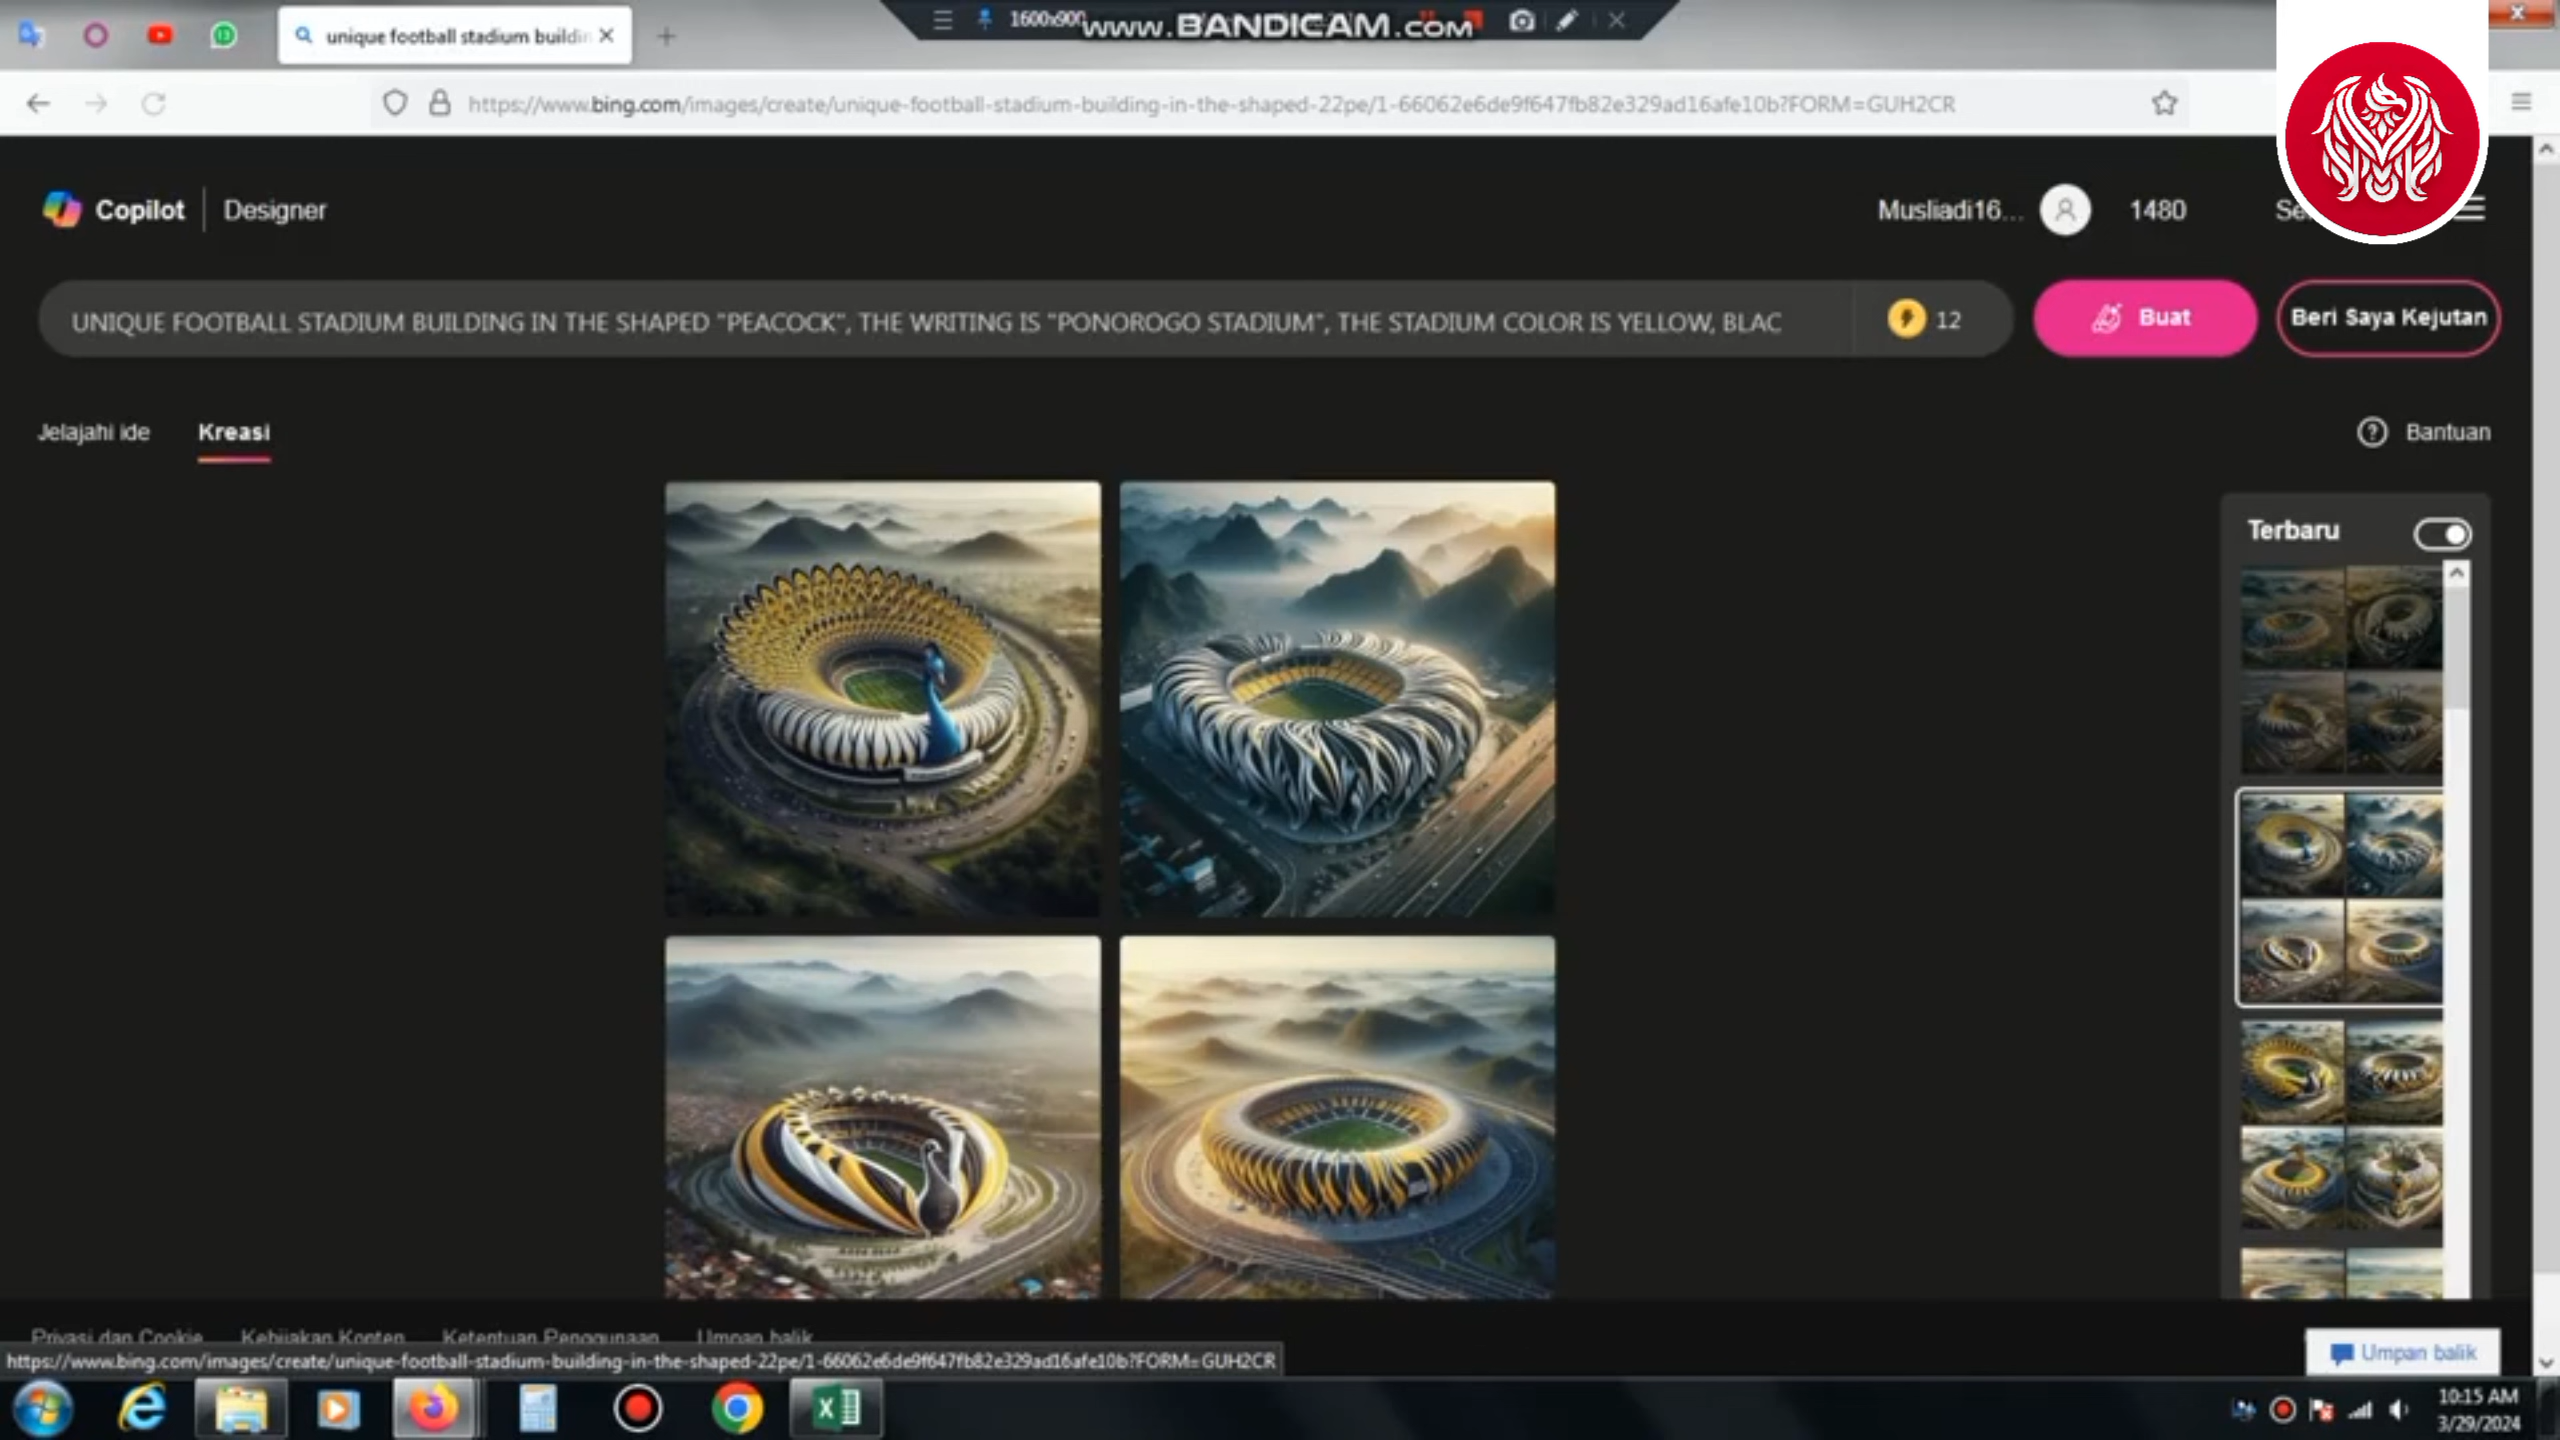 unique football stadium buildin
1600x900
www.BANDICAM.COM
https://www.bing.com/images/create/unique-football-stadium-building-in-the-shaped-22pe/1-66062e6de9f647fb82e329ad16afe10b?FORM=GUH2CR
Copilot
Designer
Musliadi16...
1480
UNIQUE FOOTBALL STADIUM BUILDING IN THE SHAPED "PEACOCK", THE WRITING IS "PONOROGO STADIUM", THE STADIUM COLOR IS YELLOW, BLAC
12
Buat
Beri Saya Kejutan
Jelajahi ide
Kreasi
Bantuan
Terbaru
Privasi dan Cookie
Kebijakan Konten
Ketentuan Penggunaan
Umpan balik
Umpan balik
https://www.bing.com/images/create/unique-football-stadium-building-in-the-shaped-22pe/1-66062e6de9f647fb82e329ad16afe10b?FORM=GUH2CR
10:15 AM
3/29/2024